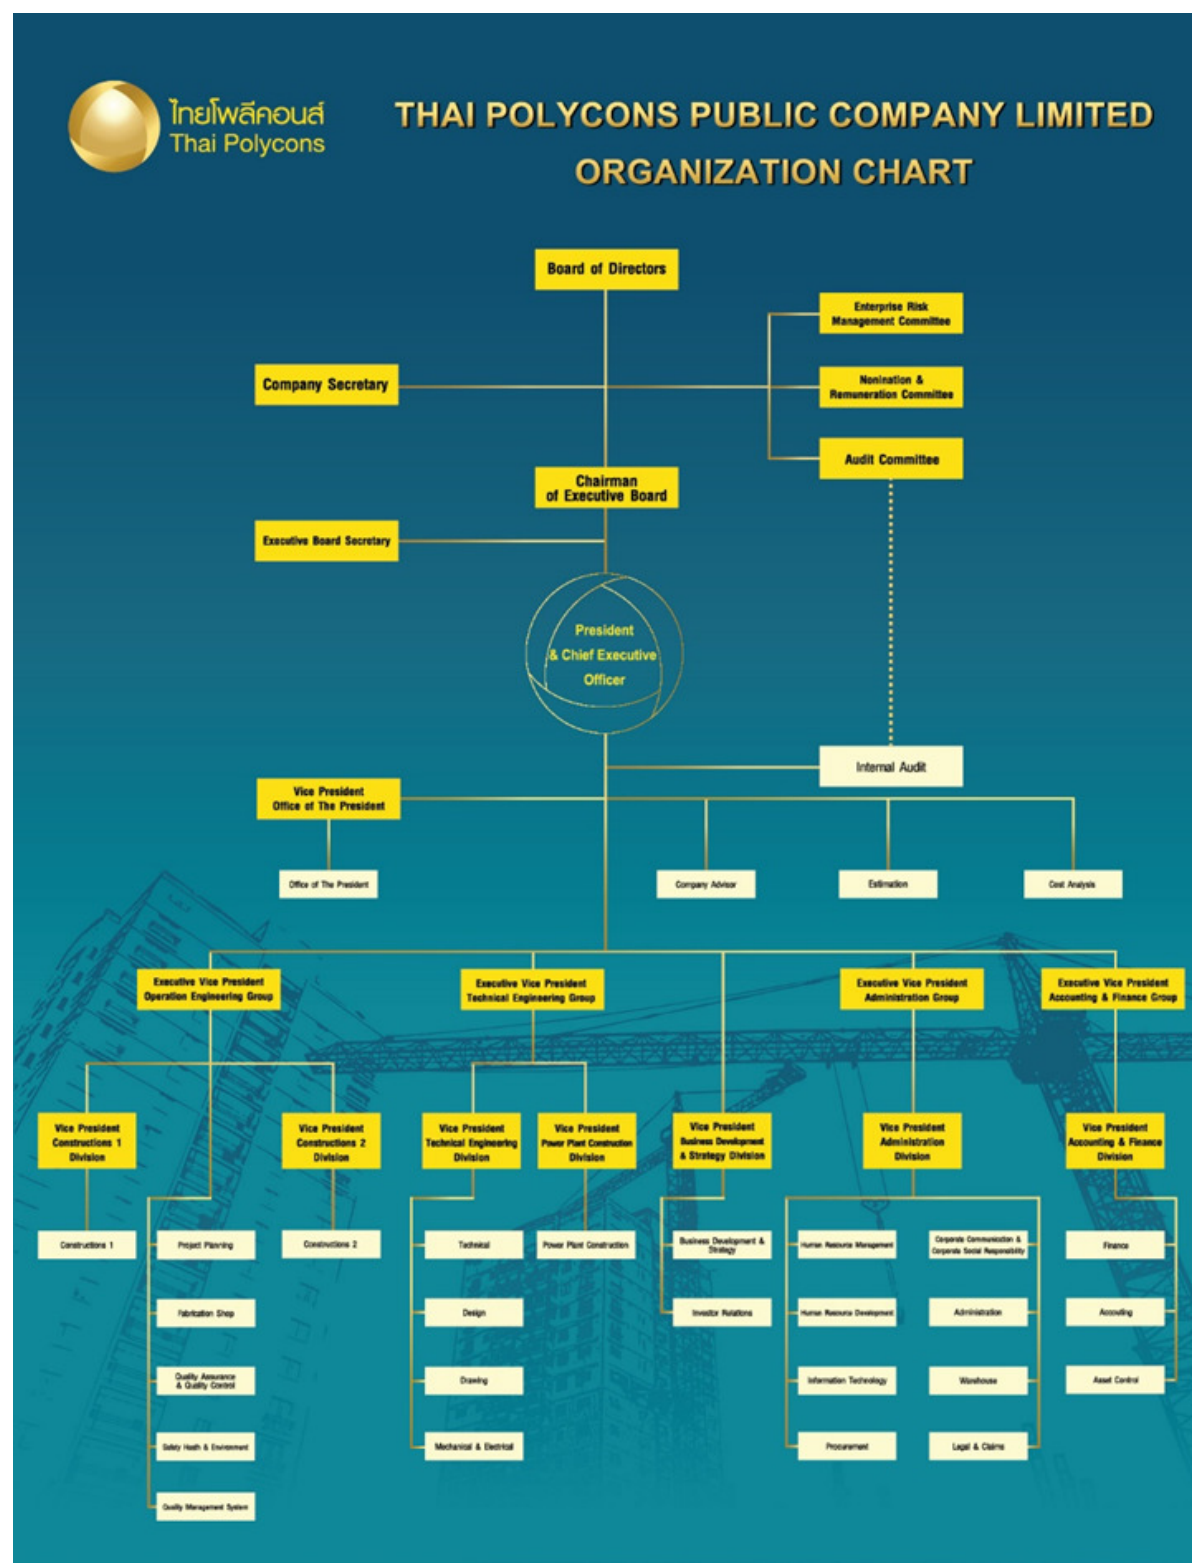 ไทยโพลีคอนส์
Thai Polycons
THAI POLYCONS PUBLIC COMPANY LIMITED
ORGANIZATION CHART
Board of Directors
Enterprise Risk
Management Committee
Company Secretary
Nonination &
Remuneration Committee
Audit Committee
Chairman
of Executive Board
Executive Board Secretary
President
& Chief Executive
Officer
Internal Audit
Vice President
Office of The President
Office of The President
Company Advisor
Estimation
Cost Analysis
Executive Vice President
Operation Engineering Group
Executive Vice President
Technical Engineering Group
Executive Vice President
Administration Group
Executive Vice President
Accounting & Finance Group
Vice President
Constructions 1
Division
Vice President
Constructions 2
Division
Vice President
Technical Engineering
Division
Vice President
Power Plant Construction
Division
Vice President
Business Development
& Strategy Division
Vice President
Administration
Division
Vice President
Accounting & Finance
Division
Constructions 1
Project Planning
Constructions 2
Technical
Power Plant Construction
Business Development &
Strategy
Human Resource Management
Corporate Communication &
Corporate Social Responsibility
Finance
Fabrication Shop
Design
Investor Relations
Human Resource Development
Administration
Accouting
Quality Assurance
& Quality Control
Drawing
Information Technology
Warehouse
Asset Control
Safety Heath & Environment
Mechanical & Electrical
Procurement
Legal & Claims
Quality Management System